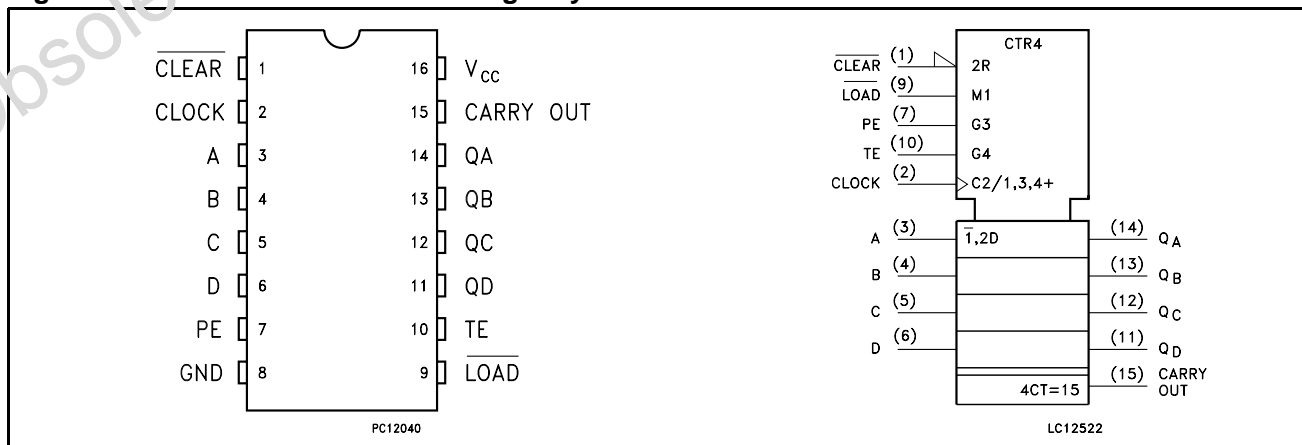 CLEAR 1 16 VCC
CLOCK 2 15 CARRY OUT
A 3 14 QA
B 4 13 QB
C 5 12 QC
D 6 11 QD
PE 7 10 TE
GND 8 9 LOAD
PC12040
CTR4
CLEAR (1) 2R
LOAD (9) M1
PE (7) G3
TE (10) G4
CLOCK (2) C2/1,3,4+
A (3) 1̅,2D (14) QA
B (4) (13) QB
C (5) (12) QC
D (6) (11) QD
4CT=15 (15) CARRY OUT
LC12522